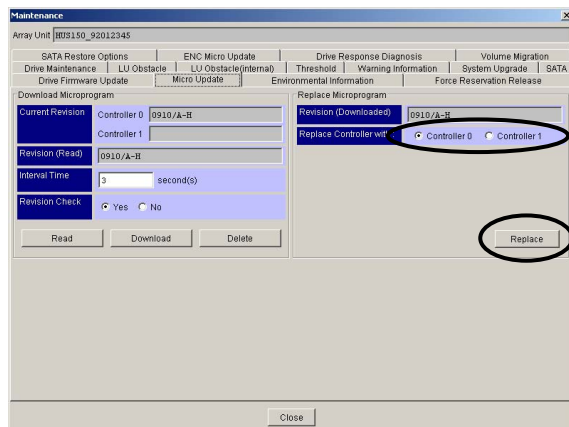 Maintenance
Array Unit HUS150_92012345
SATA Restore Options ENC Micro Update Drive Response Diagnosis Volume Migration
Drive Maintenance LU Obstacle LU Obstacle(internal) Threshold Warning Information System Upgrade SATA
Drive Firmware Update Micro Update Environmental Information Force Reservation Release
Download Microprogram Replace Microprogram
Current Revision Controller 0 0910/A-H Revision (Downloaded) 0910/A-H
Controller 1 Replace Controller with Controller 0 Controller 1
Revision (Read) 0910/A-H
Interval Time 3 second(s)
Revision Check Yes No
Read Download Delete Replace
Close